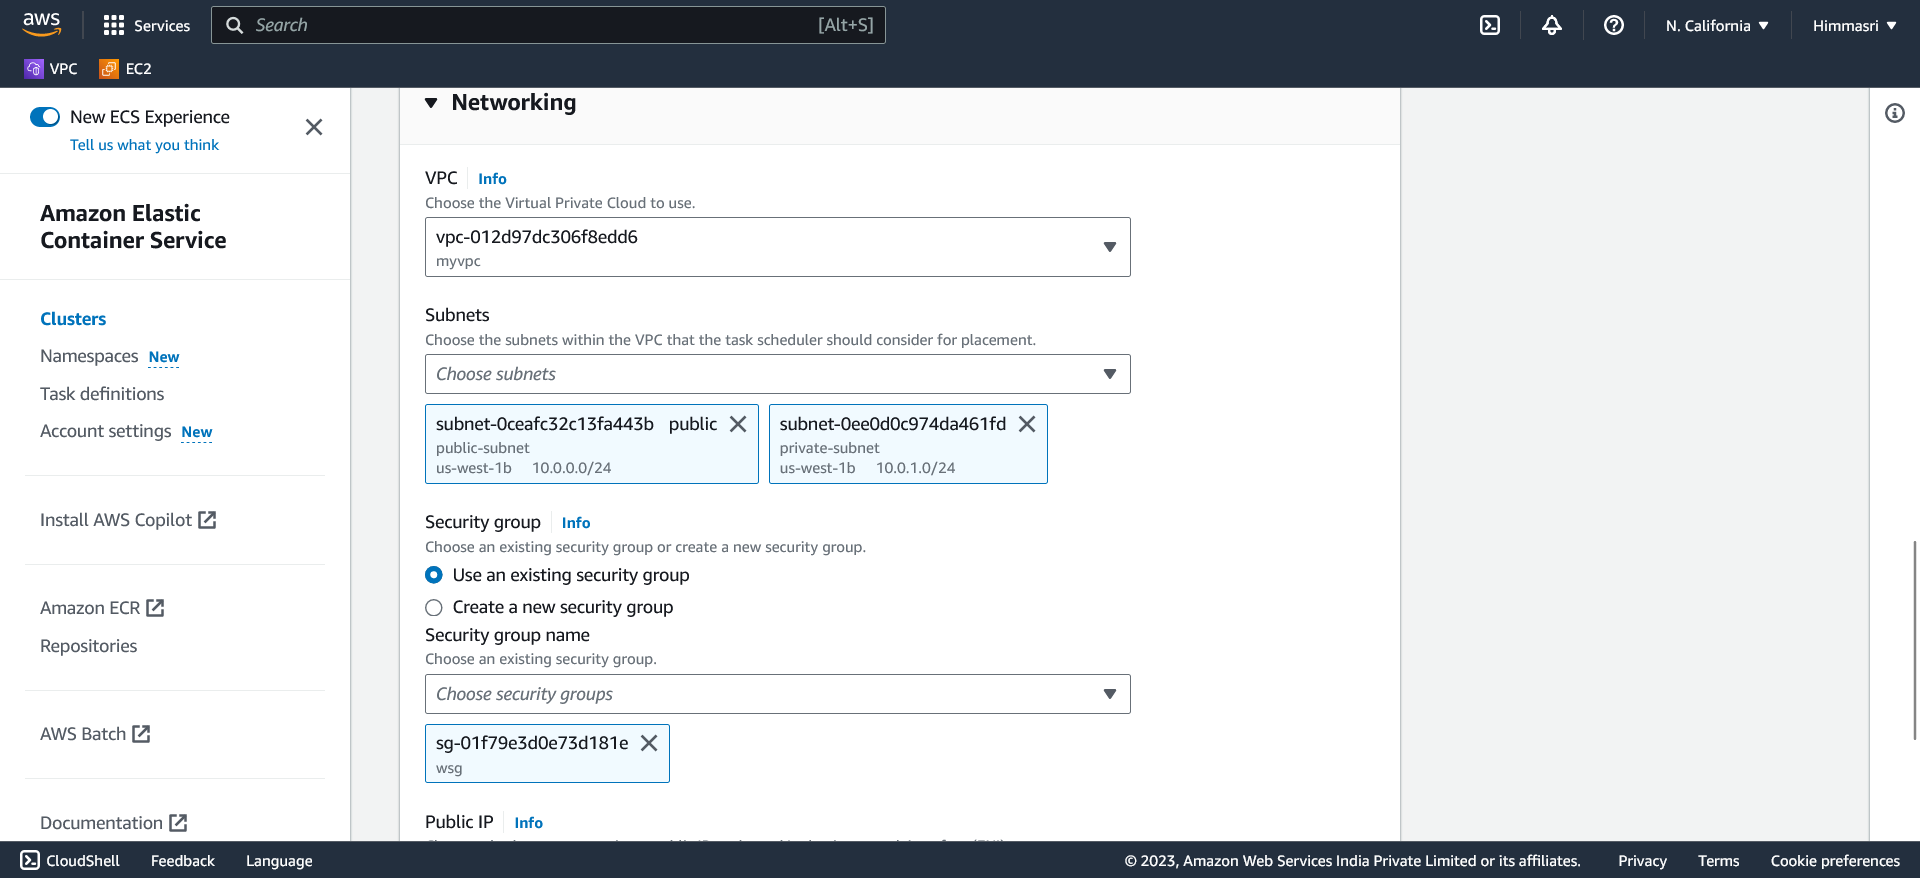 aws
Services
Search
[Alt+S]
N. California
Himmasri
VPC
EC2
New ECS Experience
Tell us what you think
Amazon Elastic
Container Service
Clusters
Namespaces New
Task definitions
Account settings New
Install AWS Copilot
Amazon ECR
Repositories
AWS Batch
Documentation
Networking
VPC Info
Choose the Virtual Private Cloud to use.
vpc-012d97dc306f8edd6
myvpc
Subnets
Choose the subnets within the VPC that the task scheduler should consider for placement.
Choose subnets
subnet-0ceafc32c13fa443b public
public-subnet
us-west-1b 10.0.0.0/24
subnet-0ee0d0c974da461fd
private-subnet
us-west-1b 10.0.1.0/24
Security group Info
Choose an existing security group or create a new security group.
Use an existing security group
Create a new security group
Security group name
Choose an existing security group.
Choose security groups
sg-01f79e3d0e73d181e
wsg
Public IP Info
CloudShell
Feedback
Language
© 2023, Amazon Web Services India Private Limited or its affiliates.
Privacy
Terms
Cookie preferences